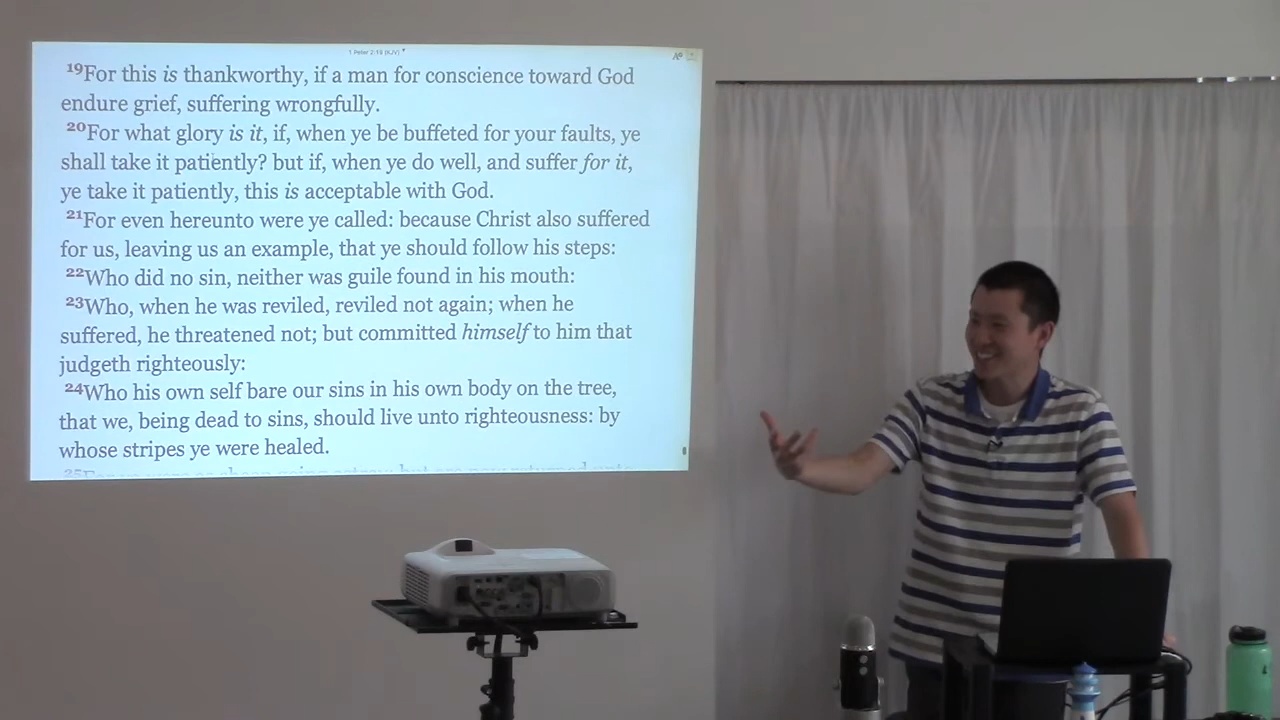 1 Peter 2:19 (KJV)
19For this is thankworthy, if a man for conscience toward God
endure grief, suffering wrongfully.
20For what glory is it, if, when ye be buffeted for your faults, ye
shall take it patiently? but if, when ye do well, and suffer for it,
ye take it patiently, this is acceptable with God.
21For even hereunto were ye called: because Christ also suffered
for us, leaving us an example, that ye should follow his steps:
22Who did no sin, neither was guile found in his mouth:
23Who, when he was reviled, reviled not again; when he
suffered, he threatened not; but committed himself to him that
judgeth righteously:
24Who his own self bare our sins in his own body on the tree,
that we, being dead to sins, should live unto righteousness: by
whose stripes ye were healed.